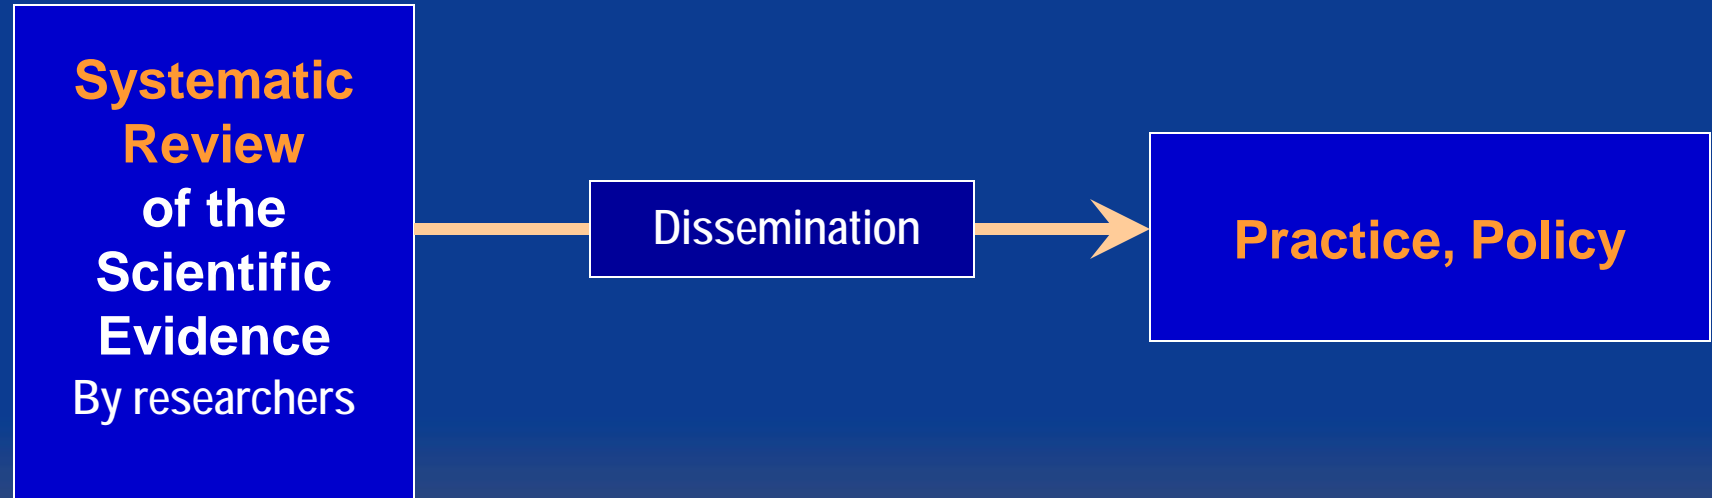 Systematic
Review
of the
Scientific
Evidence
By researchers
Dissemination
Practice, Policy